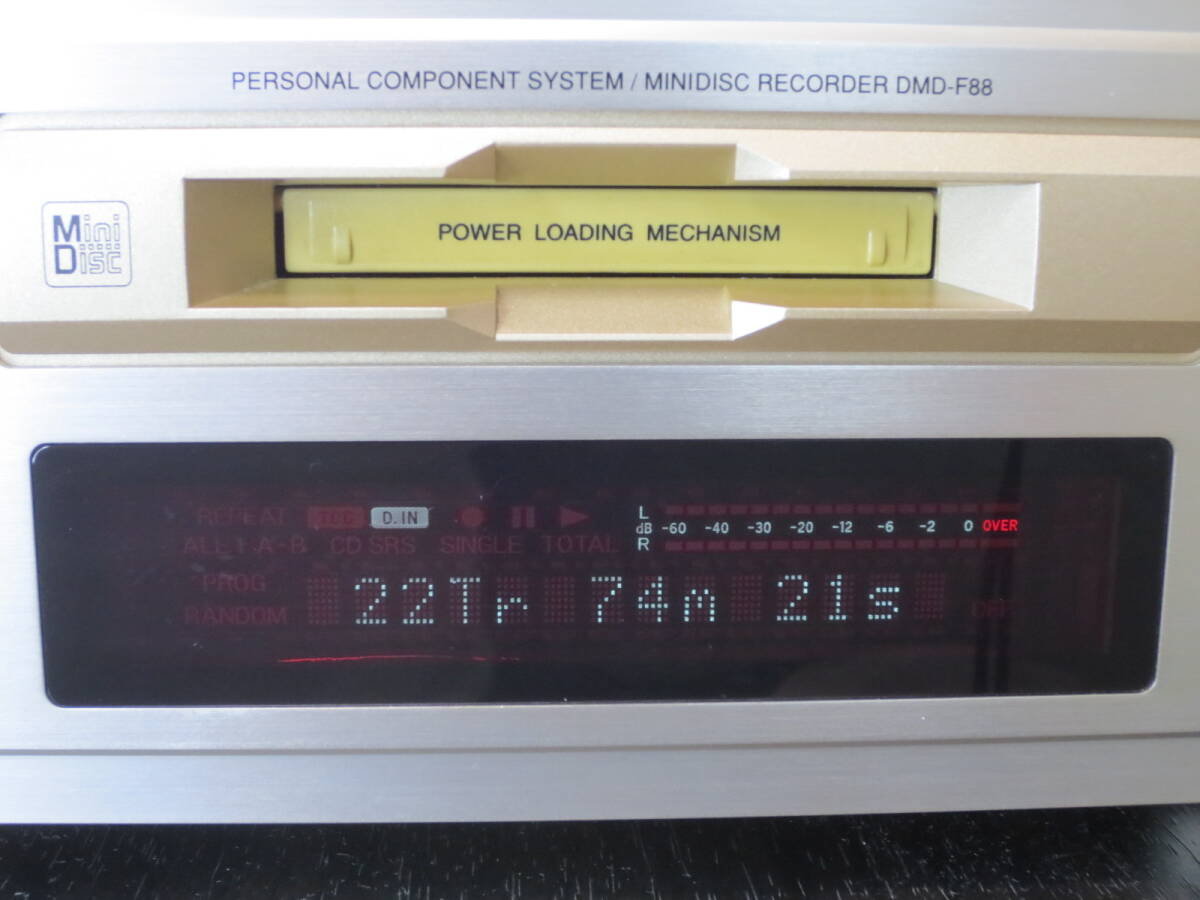 PERSONAL COMPONENT SYSTEM / MINIDISC RECORDER DMD-F88
Mini
Disc
POWER LOADING MECHANISM
REPEAT TOC D.IN L
dB -60 -40 -30 -20 -12 -6 -2 0 OVER
ALL 1 A-B CD SRS SINGLE TOTAL R
PROG
RANDOM
22Tr 74m 21s